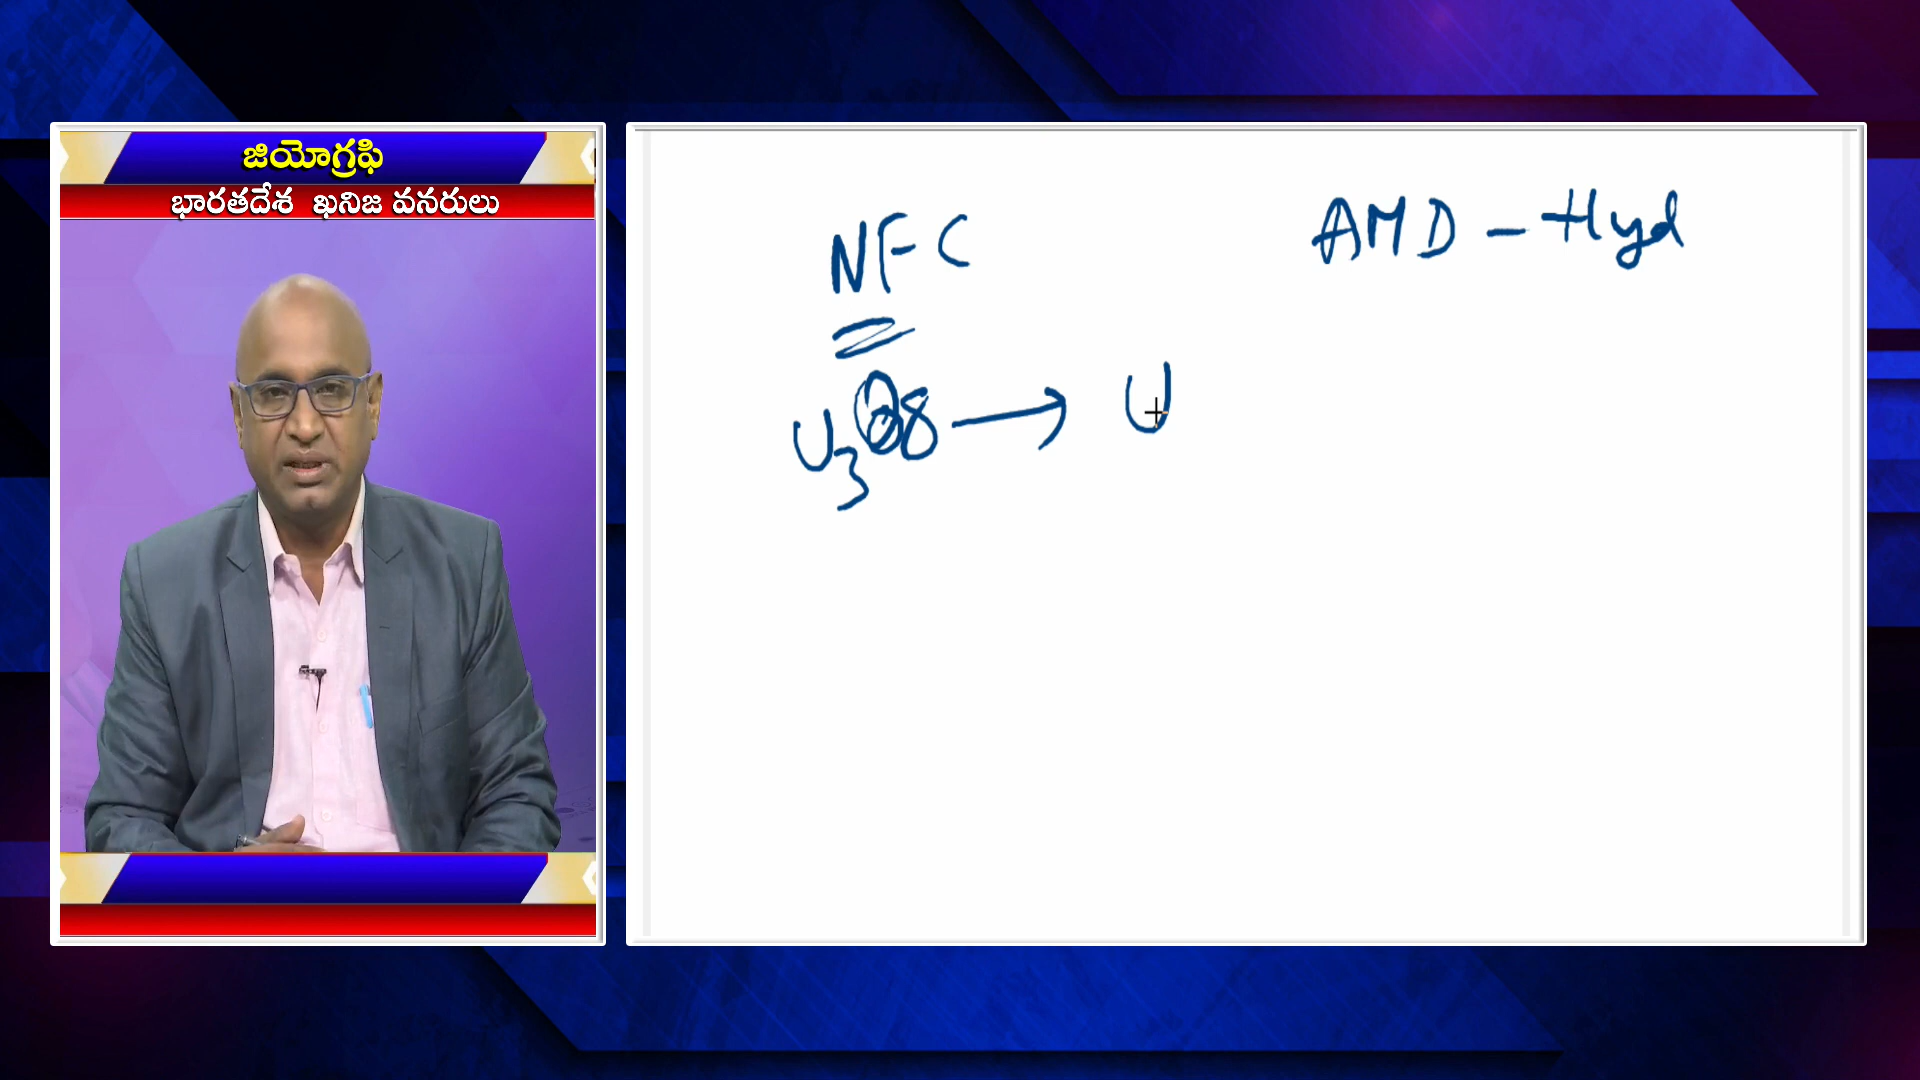 జియోగ్రఫి
భారతదేశ ఖనిజ వనరులు
NFC
AMD - Hyd
U3O8 → U